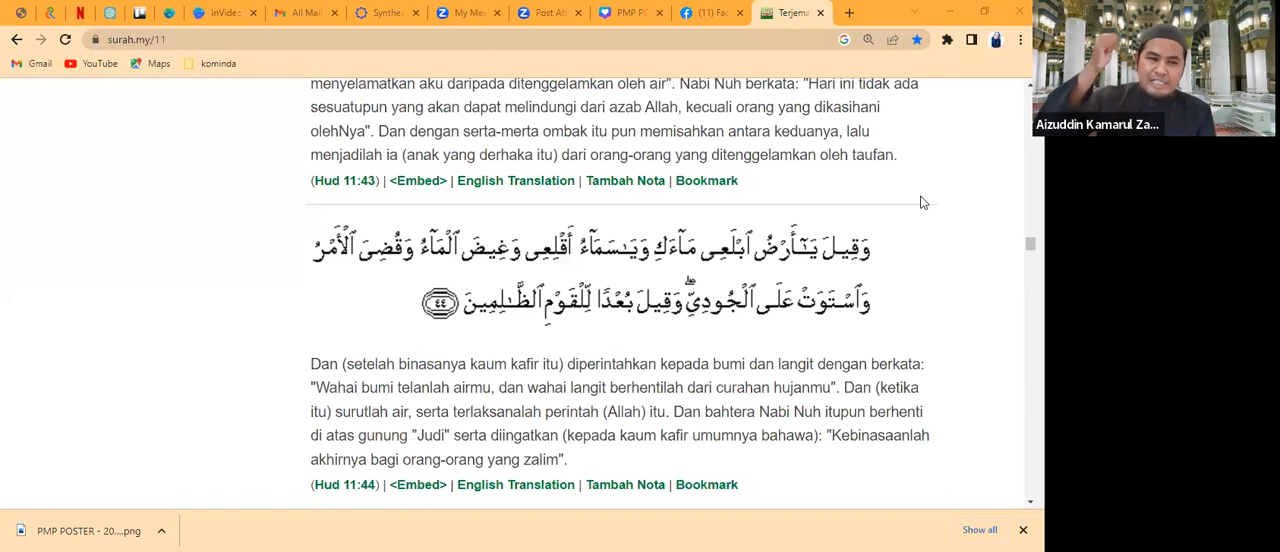 inVideo
All Mail
Synthe
My Me
Post Att
PMP PO
(11) Fac
Terjema
surah.my/11
Gmail
YouTube
Maps
kominda
Aizuddin Kamarul Za...
menyelamatkan aku daripada ditenggelamkan oleh air". Nabi Nuh berkata: "Hari ini tidak ada
sesuatupun yang akan dapat melindungi dari azab Allah, kecuali orang yang dikasihani
olehNya". Dan dengan serta-merta ombak itu pun memisahkan antara keduanya, lalu
menjadilah ia (anak yang derhaka itu) dari orang-orang yang ditenggelamkan oleh taufan.
(Hud 11:43) | <Embed> | English Translation | Tambah Nota | Bookmark
وَقِيلَ يَـٰٓأَرْضُ ٱبْلَعِى مَآءَكِ وَيَـٰسَمَآءُ أَقْلِعِى وَغِيضَ ٱلْمَآءُ وَقُضِىَ ٱلْأَمْرُ
وَٱسْتَوَتْ عَلَى ٱلْجُودِىِّ ۖ وَقِيلَ بُعْدًا لِّلْقَوْمِ ٱلظَّـٰلِمِينَ ٤٤
Dan (setelah binasanya kaum kafir itu) diperintahkan kepada bumi dan langit dengan berkata:
"Wahai bumi telanlah airmu, dan wahai langit berhentilah dari curahan hujanmu". Dan (ketika
itu) surutlah air, serta terlaksanalah perintah (Allah) itu. Dan bahtera Nabi Nuh itupun berhenti
di atas gunung "Judi" serta diingatkan (kepada kaum kafir umumnya bahawa): "Kebinasaanlah
akhirnya bagi orang-orang yang zalim".
(Hud 11:44) | <Embed> | English Translation | Tambah Nota | Bookmark
PMP POSTER - 20....png
Show all